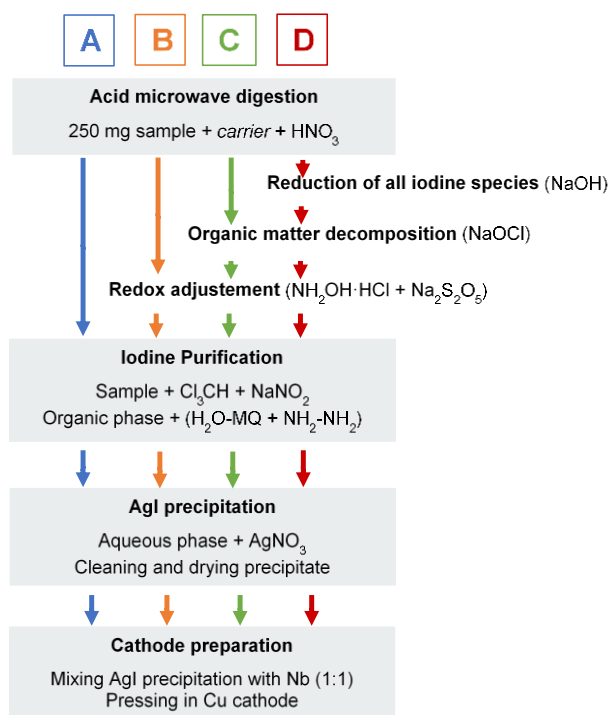 A B C D
Acid microwave digestion
250 mg sample + carrier + HNO₃
Reduction of all iodine species (NaOH)
Organic matter decomposition (NaOCl)
Redox adjustement (NH₂OH·HCl + Na₂S₂O₅)
Iodine Purification
Sample + Cl₃CH + NaNO₂
Organic phase + (H₂O-MQ + NH₂-NH₂)
AgI precipitation
Aqueous phase + AgNO₃
Cleaning and drying precipitate
Cathode preparation
Mixing AgI precipitation with Nb (1:1)
Pressing in Cu cathode